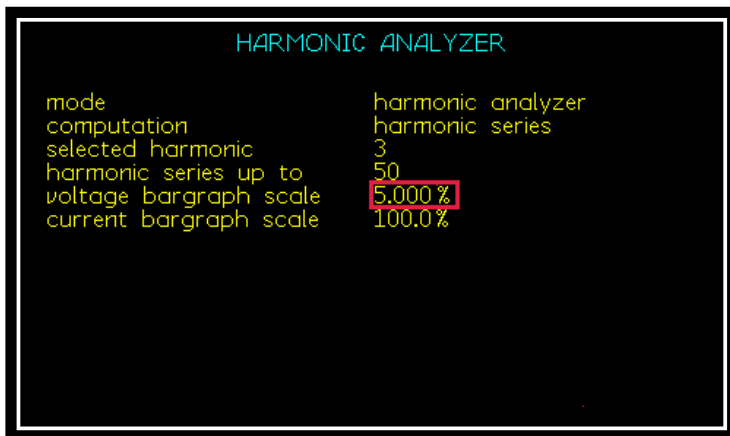 HARMONIC ANALYZER
mode harmonic analyzer
computation harmonic series
selected harmonic 3
harmonic series up to 50
voltage bargraph scale 5.000%
current bargraph scale 100.0%